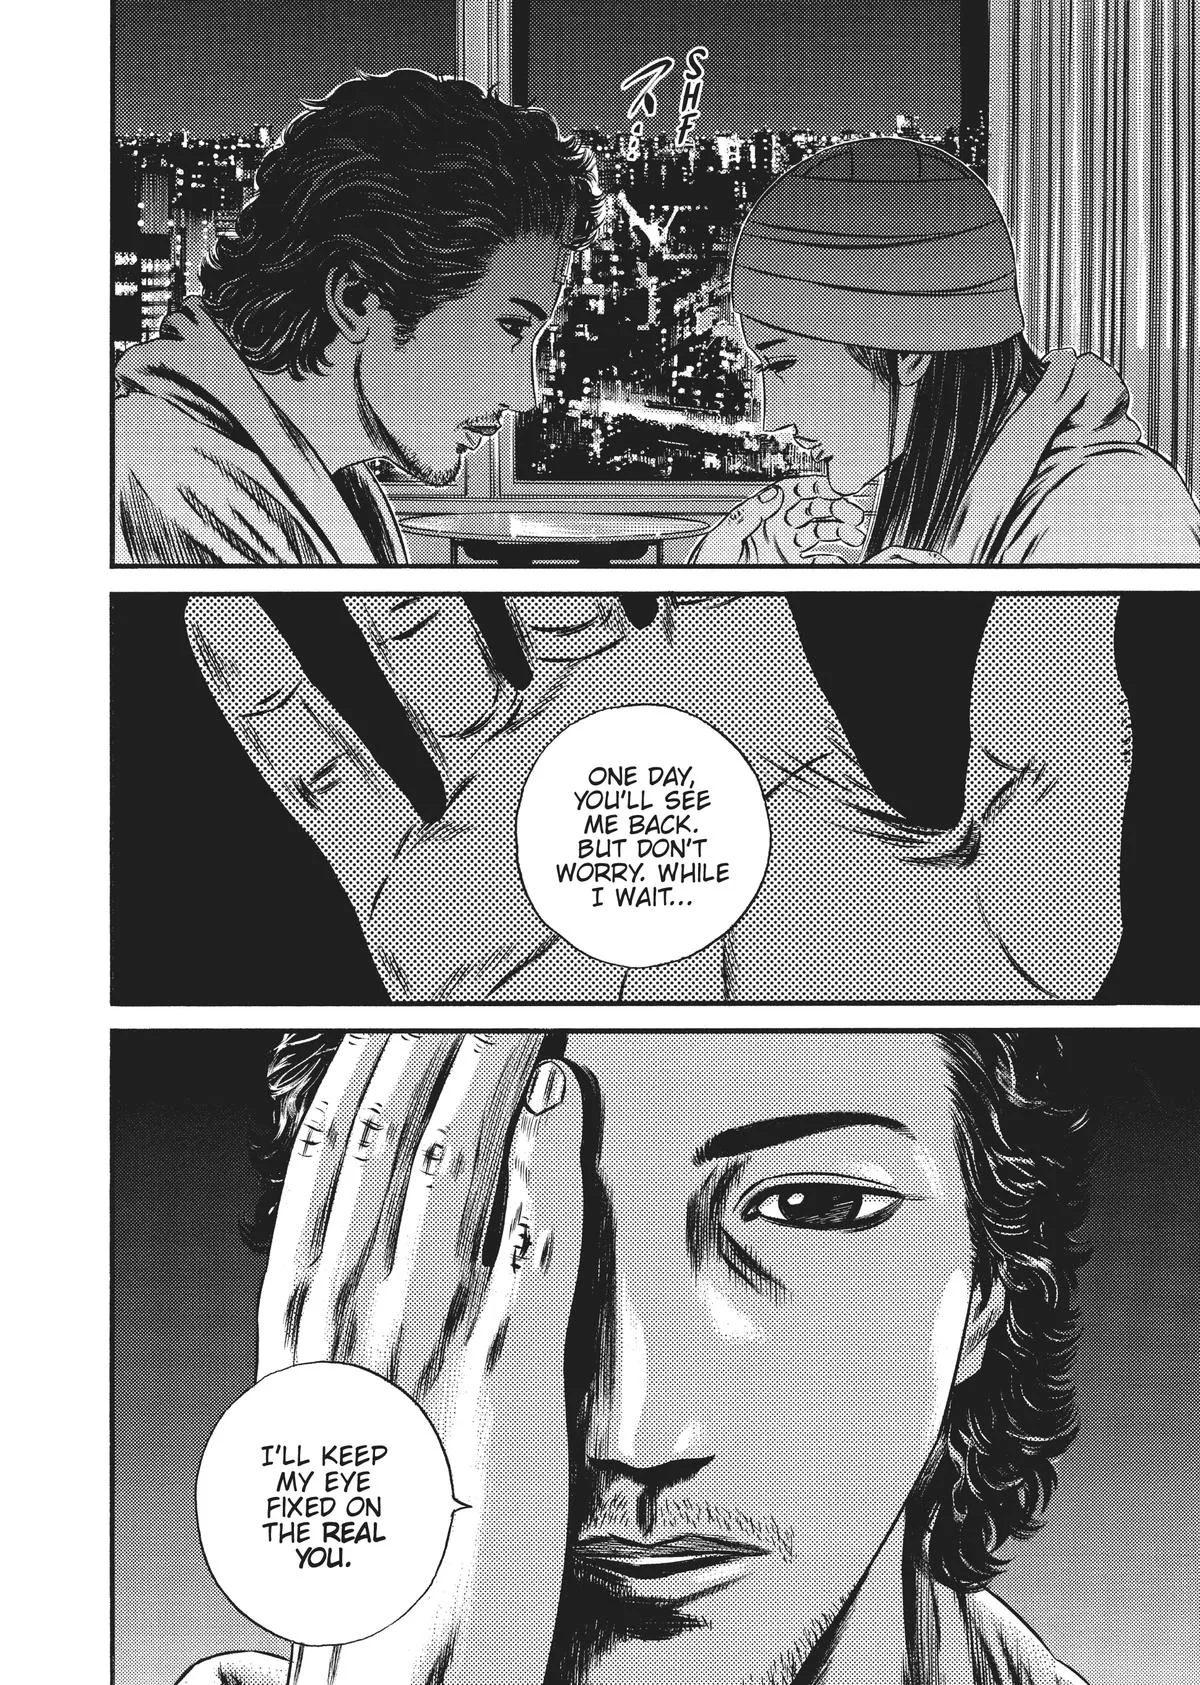 SHF
スッ
ONE DAY,
YOU'LL SEE
ME BACK.
BUT DON'T
WORRY. WHILE
I WAIT...
I'LL KEEP
MY EYE
FIXED ON
THE REAL
YOU.